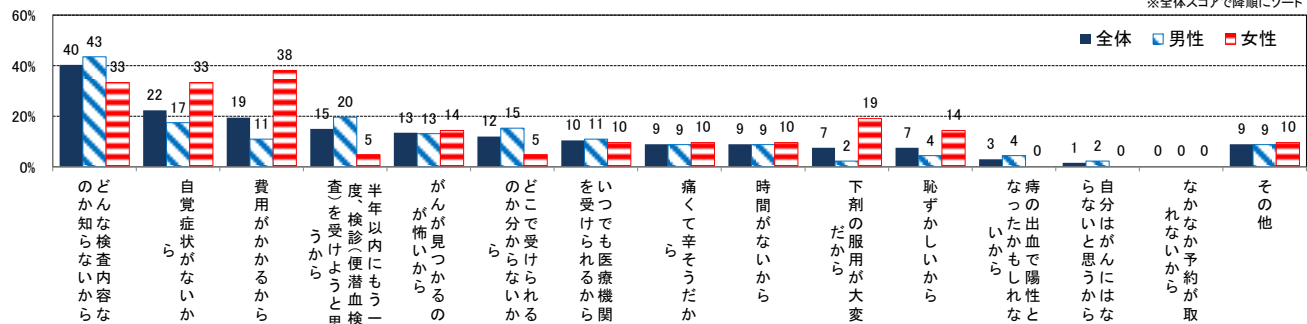 ※全体スコアで降順にソート
60%
40%
20%
0%
全体 男性 女性
40 43 33
22 17 33
19 11 38
15 20 5
13 13 14
12 15 5
10 11 10
9 9 10
9 9 10
7 2 19
7 4 14
3 4 0
1 2 0
0 0 0
9 9 10
どんな検査内容な
のか知らないから
自覚症状がないか
ら
費用がかかるから
半年以内にもう一
度、検診（便潜血検
査）を受けようと思
うから
がんが見つかるの
が怖いから
どこで受けられる
のか分からないか
ら
いつでも医療機関
を受けられるから
痛くて辛そうだか
ら
時間がないから
下剤の服用が大変
だから
恥ずかしいから
痔の出血で陽性と
なったかもしれな
いから
自分はがんにはな
らないと思うから
なかなか予約が取
れないから
その他